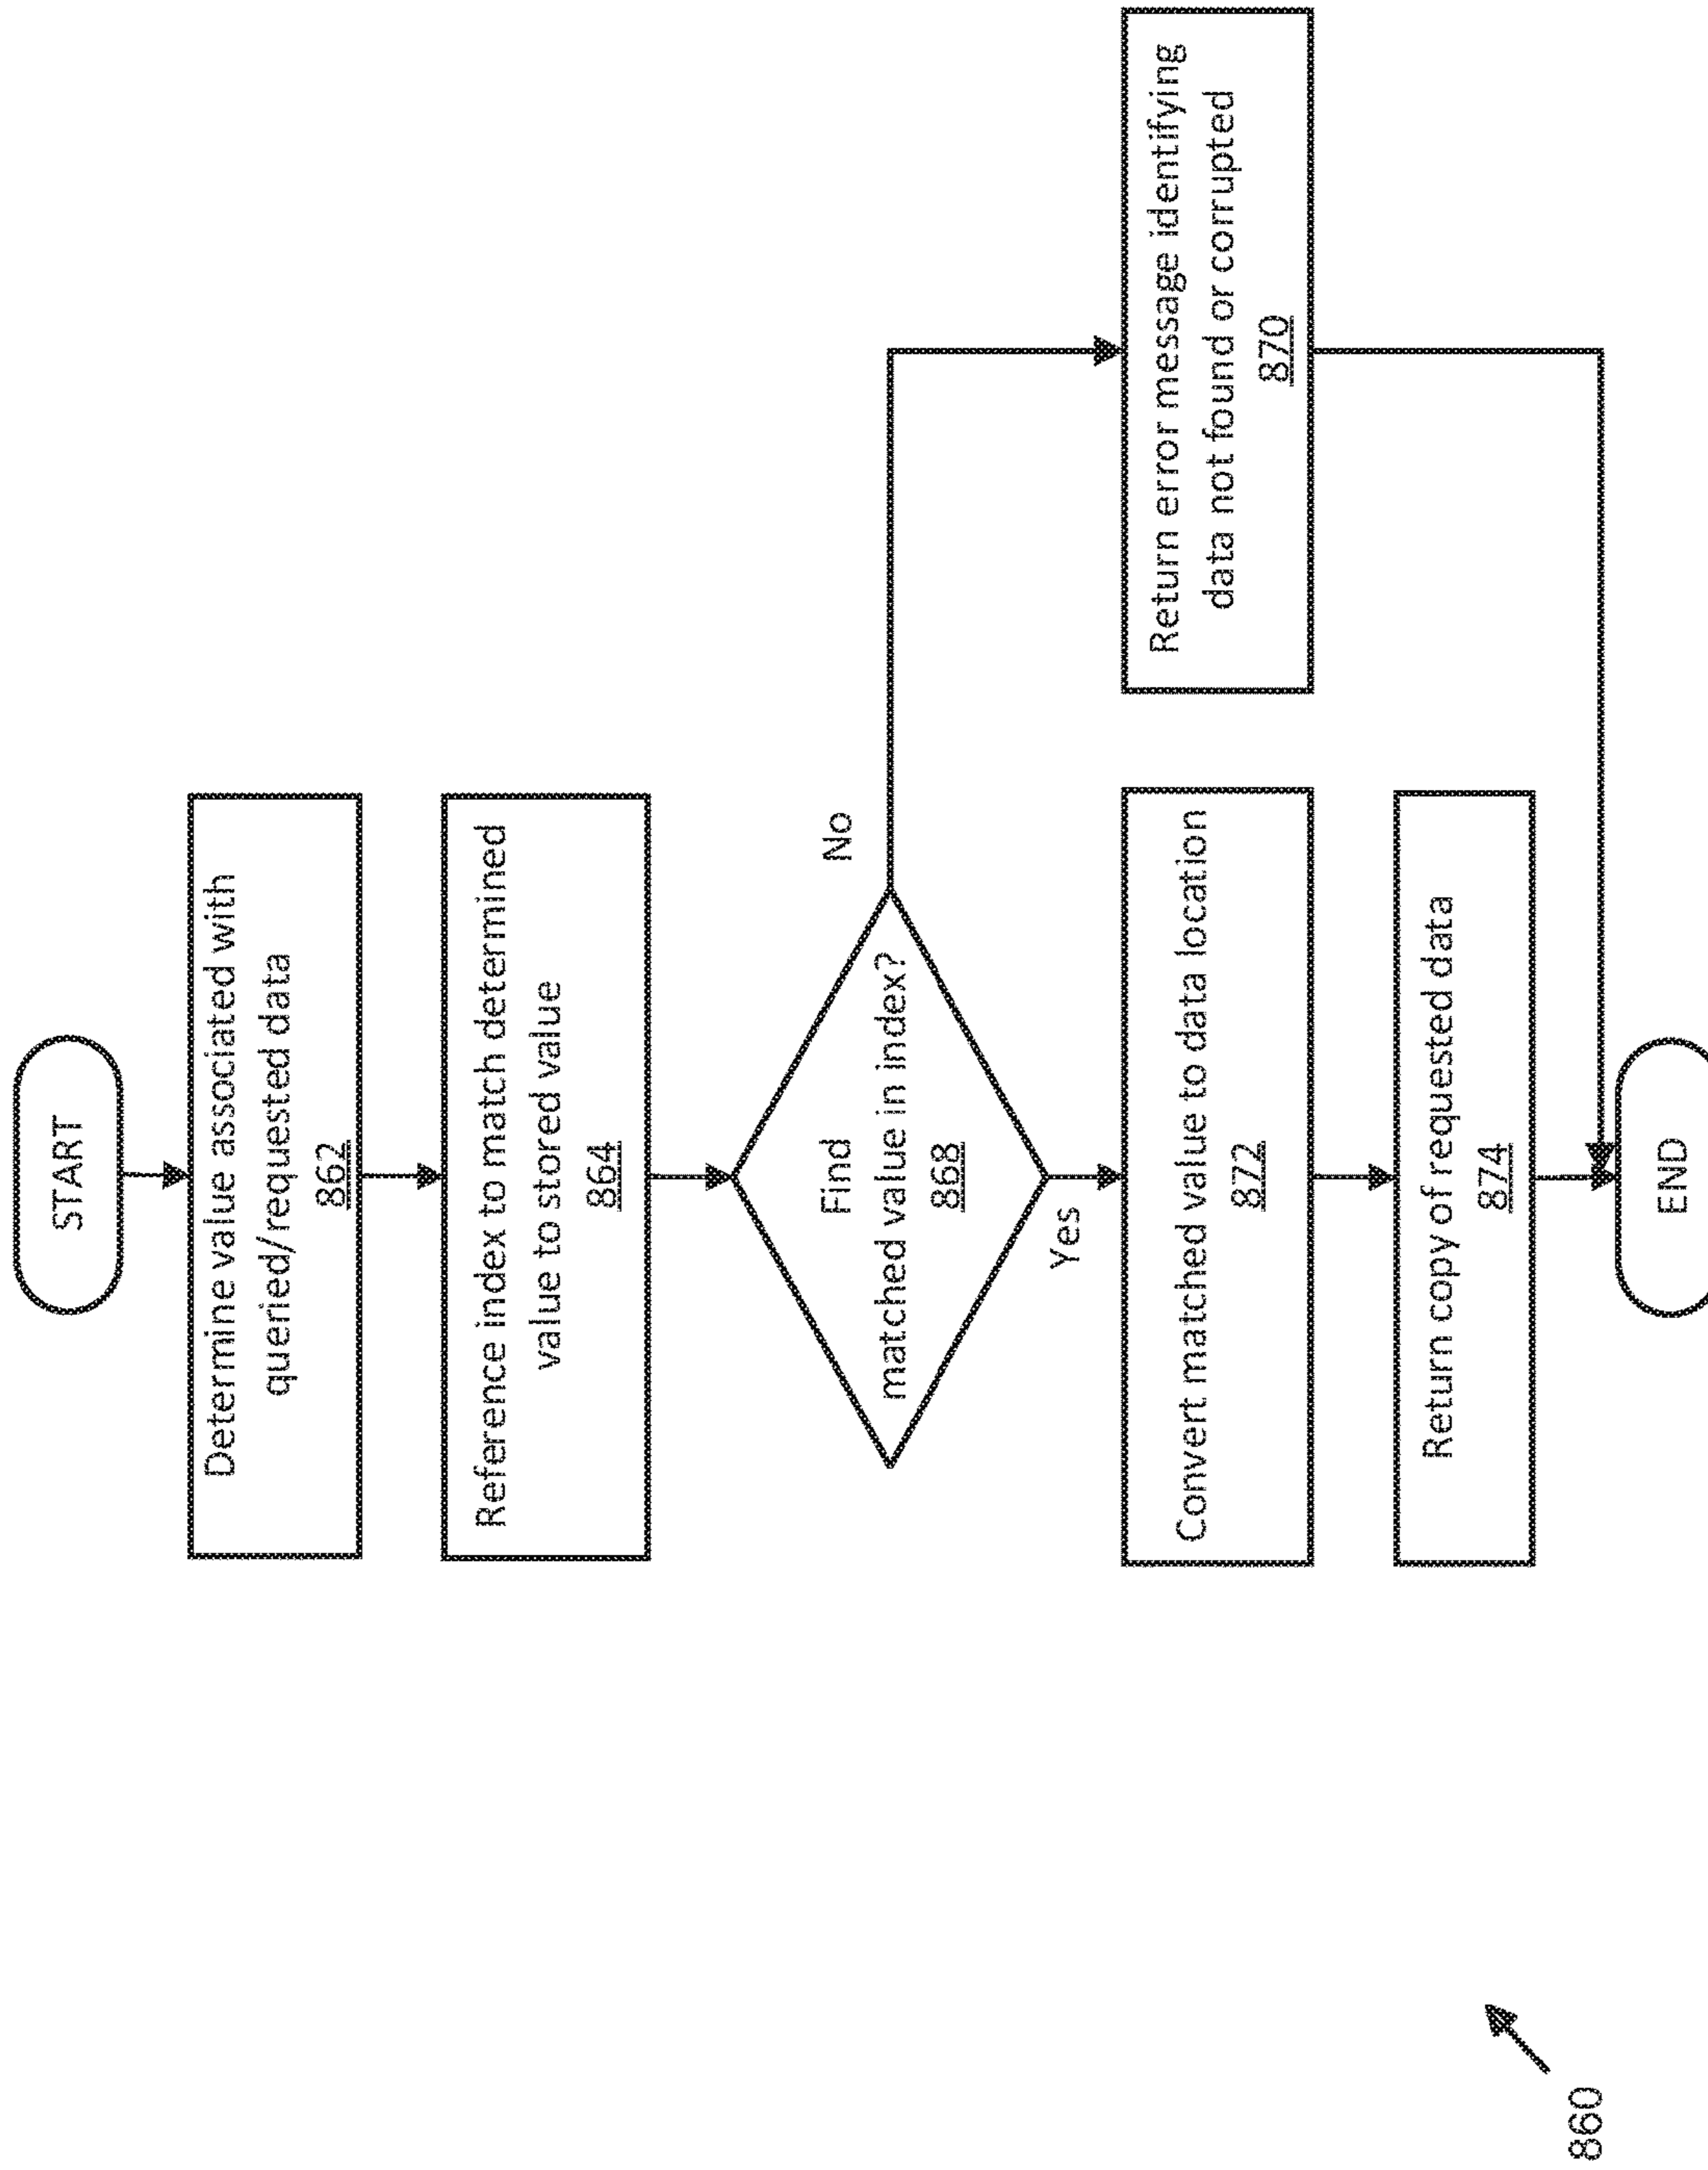 START
Determine value associated with
queried/requested data
862
Reference index to match determined
value to stored value
864
Find
matched value in index?
868
No
Yes
Return error message identifying
data not found or corrupted
870
Convert matched value to data location
872
Return copy of requested data
874
END
860